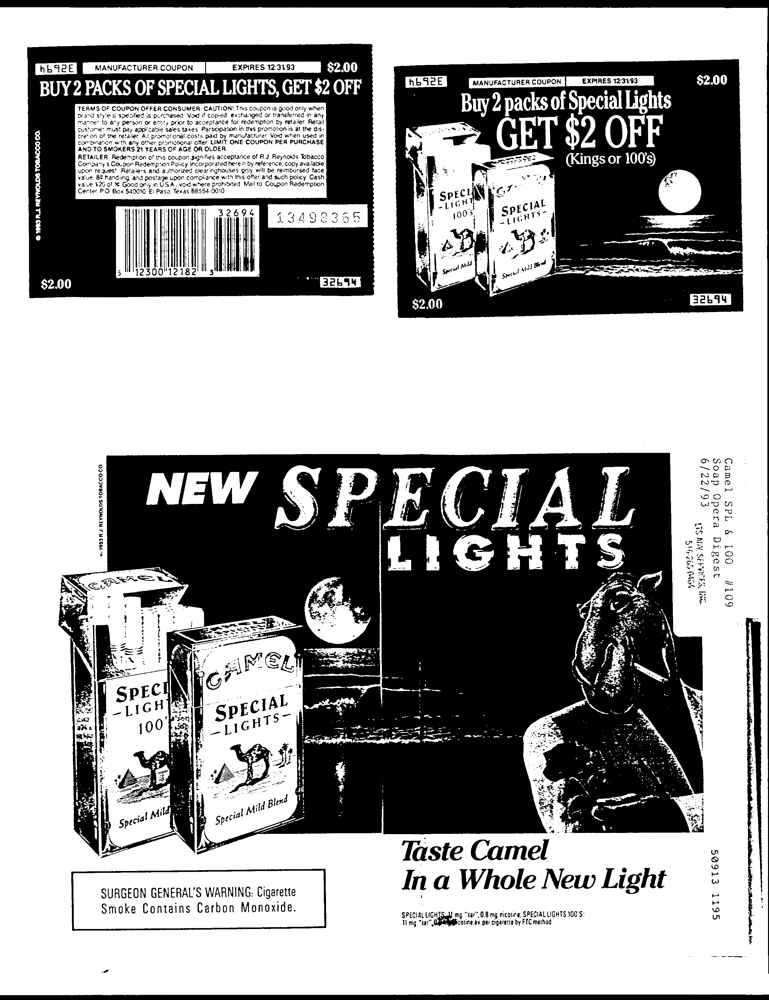 h692E MANUFACTURER COUPON EXPIRES 12 31 93 $2.00
BUY 2 PACKS OF SPECIAL LIGHTS, GET $2 OFF
TERMS OF COUPON OFFER CONSUMER: CAUTION! This coupon is good only when
brand style(s) specified is purchased. Void if copied, exchanged or transferred in any
manner to any person or entity prior to acceptance for redemption by retailer. Retail
customer must pay applicable sales taxes. Participation in this promotion is at the dis-
cretion of the retailer. All promotional costs paid by manufacturer. Void when used in
combination with any other promotional offer. LIMIT ONE COUPON PER PURCHASE
AND TO SMOKERS 21 YEARS OF AGE OR OLDER.
RETAILER: Redemption of this coupon signifies acceptance of R.J. Reynolds Tobacco
Company's Coupon Redemption Policy incorporated herein by reference, copy available
upon request. Retailers and authorized clearinghouses only will be reimbursed face
value, 8¢ handling, and postage upon compliance with this offer and such policy. Cash
value 1/20 of 1¢. Good only in U.S.A., void where prohibited. Mail to: Coupon Redemption
Center, P.O. Box 540010, El Paso, Texas 88554-0010
© 1993 R.J. REYNOLDS TOBACCO CO.
32694
13498365
5 12300 12182 3
$2.00
32694
h692E MANUFACTURER COUPON EXPIRES 12/31/93 $2.00
Buy 2 packs of Special Lights
GET $2 OFF
(Kings or 100's)
SPECI
-LIGH
100's
Special Mild
SPECIAL
-LIGHTS-
Special Mild Blend
$2.00
32694
NEW SPECIAL
LIGHTS
© 1993 R.J. REYNOLDS TOBACCO CO.
CAMEL
SPECI
-LIGH
100'
Special Mild
CAMEL
SPECIAL
-LIGHTS-
Special Mild Blend
Camel SPL & 100 #109
Soap Opera Digest
6/22/93
Taste Camel
In a Whole New Light
SURGEON GENERAL'S WARNING: Cigarette
Smoke Contains Carbon Monoxide.
SPECIAL LIGHTS: 11 mg "tar", 0.8 mg nicotine, SPECIAL LIGHTS 100'S:
11 mg "tar", nicotine av. per cigarette by FTC method
50913 1195